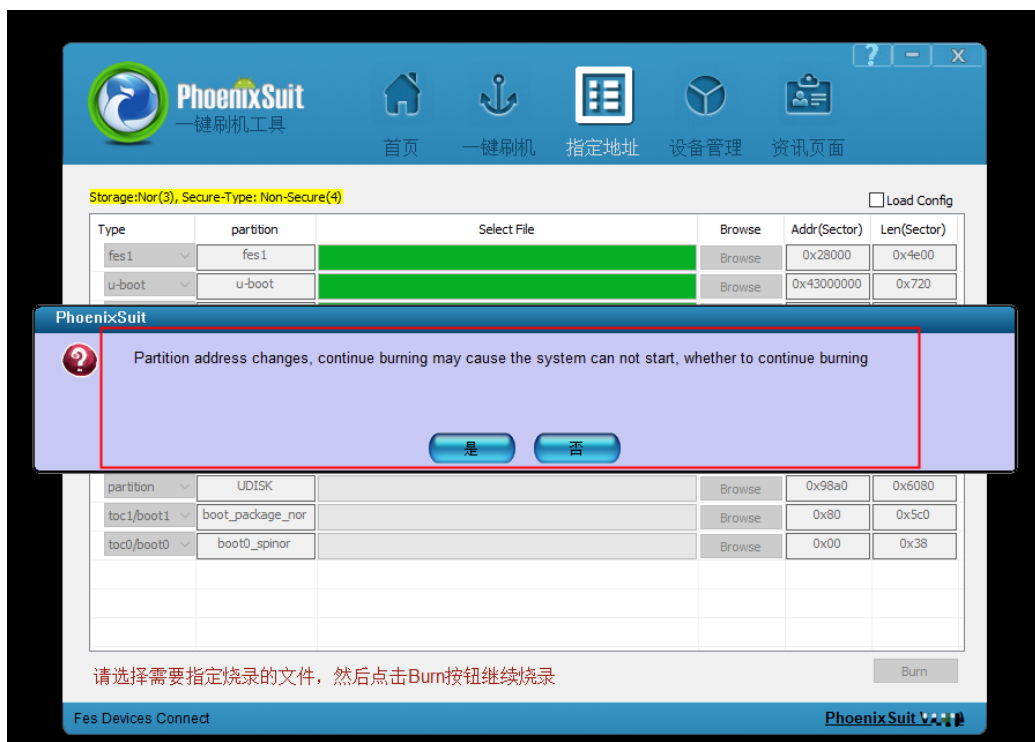 ? — X
PhoenixSuit
一键刷机工具
首页 一键刷机 指定地址 设备管理 资讯页面
Storage:Nor(3), Secure-Type: Non-Secure(4)
Load Config
Type partition Select File Browse Addr(Sector) Len(Sector)
fes1 fes1 Browse 0x28000 0x4e00
u-boot u-boot Browse 0x43000000 0x720
PhoenixSuit
Partition address changes, continue burning may cause the system can not start, whether to continue burning
是 否
partition UDISK Browse 0x98a0 0x6080
toc1/boot1 boot_package_nor Browse 0x80 0x5c0
toc0/boot0 boot0_spinor Browse 0x00 0x38
请选择需要指定烧录的文件，然后点击Burn按钮继续烧录
Burn
Fes Devices Connect
PhoenixSuit